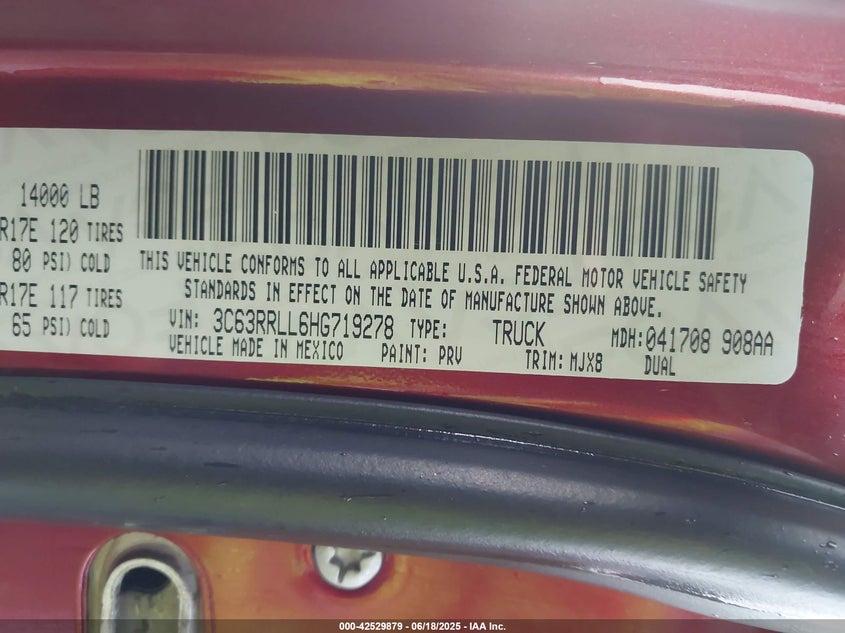 14000 LB
R17E 120 TIRES
80 PSI) COLD
R17E 117 TIRES
65 PSI) COLD
THIS VEHICLE CONFORMS TO ALL APPLICABLE U.S.A. FEDERAL MOTOR VEHICLE SAFETY
STANDARDS IN EFFECT ON THE DATE OF MANUFACTURE SHOWN ABOVE.
VIN: 3C63RRLL6HG719278 TYPE: TRUCK MDH:041708 908AA
VEHICLE MADE IN MEXICO PAINT: PRV TRIM: MJX8 DUAL
000-42529879 | 06/18/2025 - IAA Inc.